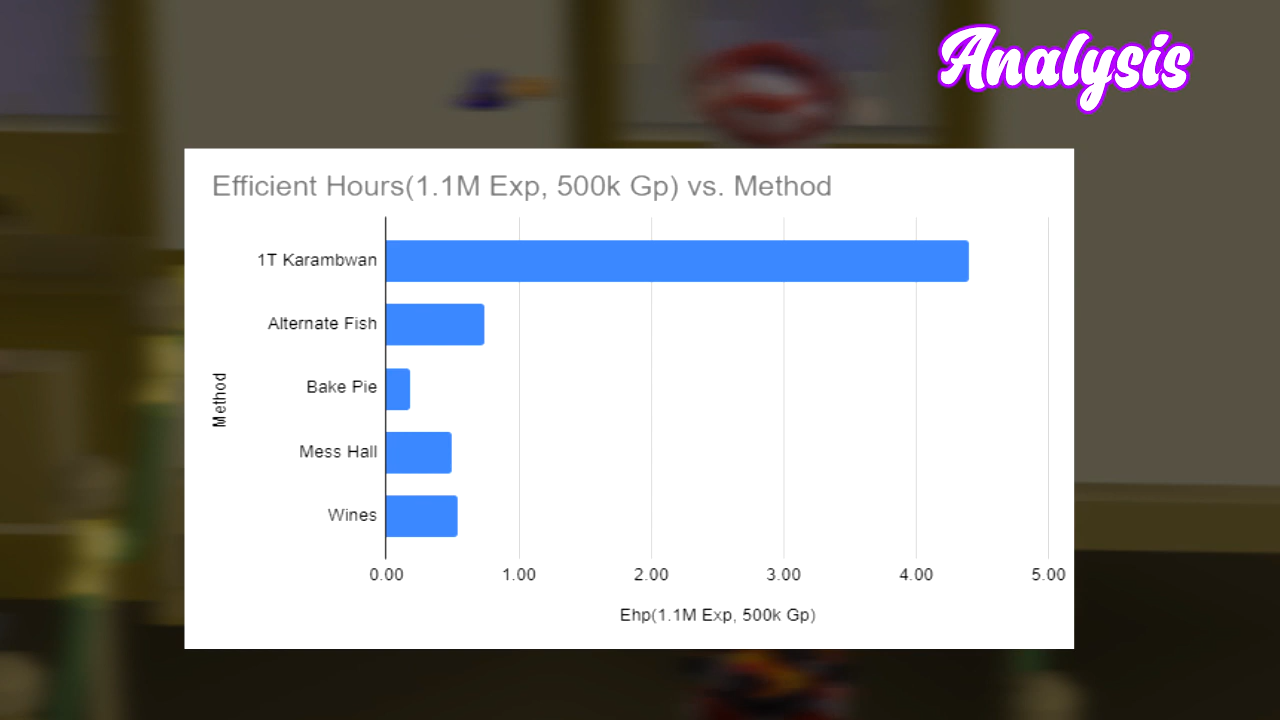 Analysis
Efficient Hours(1.1M Exp, 500k Gp) vs. Method
Method
1T Karambwan
Alternate Fish
Bake Pie
Mess Hall
Wines
0.00 1.00 2.00 3.00 4.00 5.00
Ehp(1.1M Exp, 500k Gp)